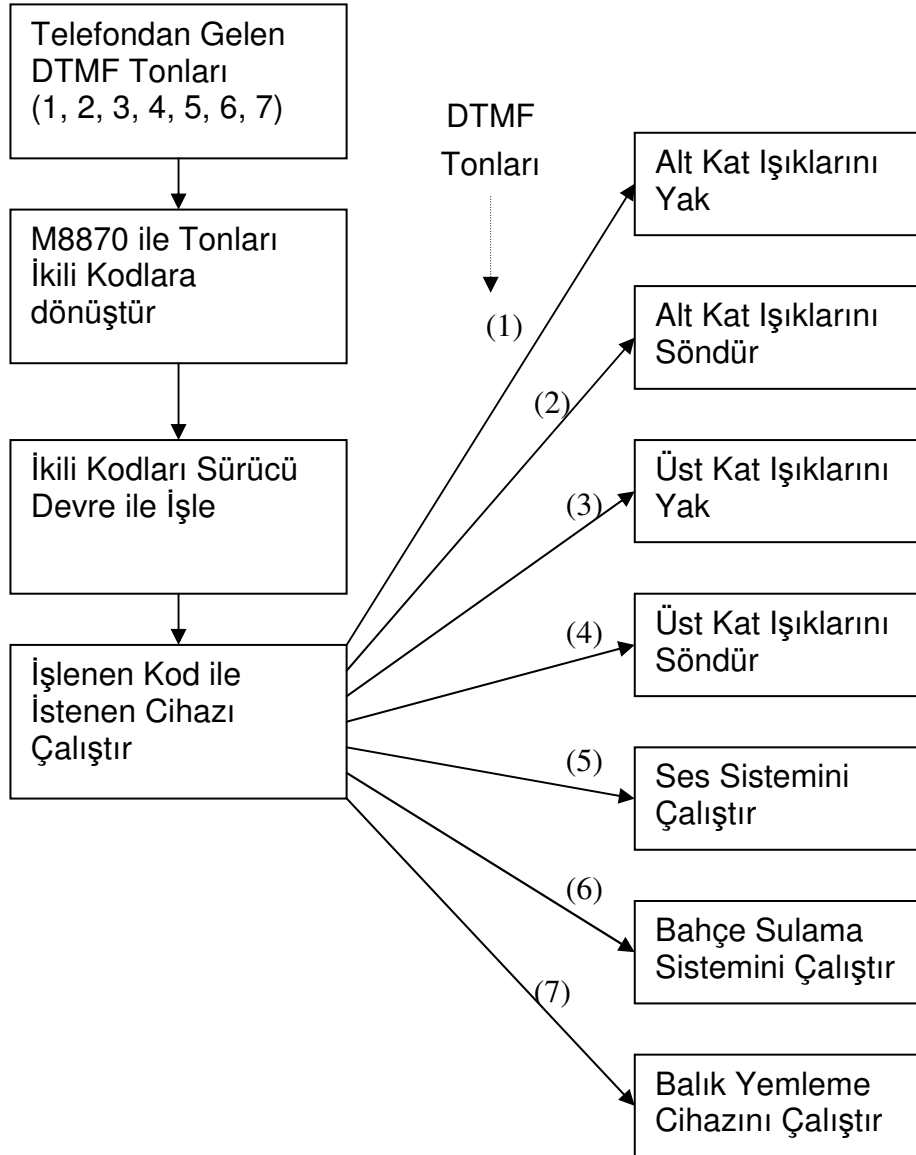 Telefondan Gelen
DTMF Tonları
(1, 2, 3, 4, 5, 6, 7)
M8870 ile Tonları
İkili Kodlara
dönüştür
İkili Kodları Sürücü
Devre ile İşle
İşlenen Kod ile
İstenen Cihazı
Çalıştır
DTMF
Tonları
(1)
(2)
(3)
(4)
(5)
(6)
(7)
Alt Kat Işıklarını
Yak
Alt Kat Işıklarını
Söndür
Üst Kat Işıklarını
Yak
Üst Kat Işıklarını
Söndür
Ses Sistemini
Çalıştır
Bahçe Sulama
Sistemini Çalıştır
Balık Yemleme
Cihazını Çalıştır